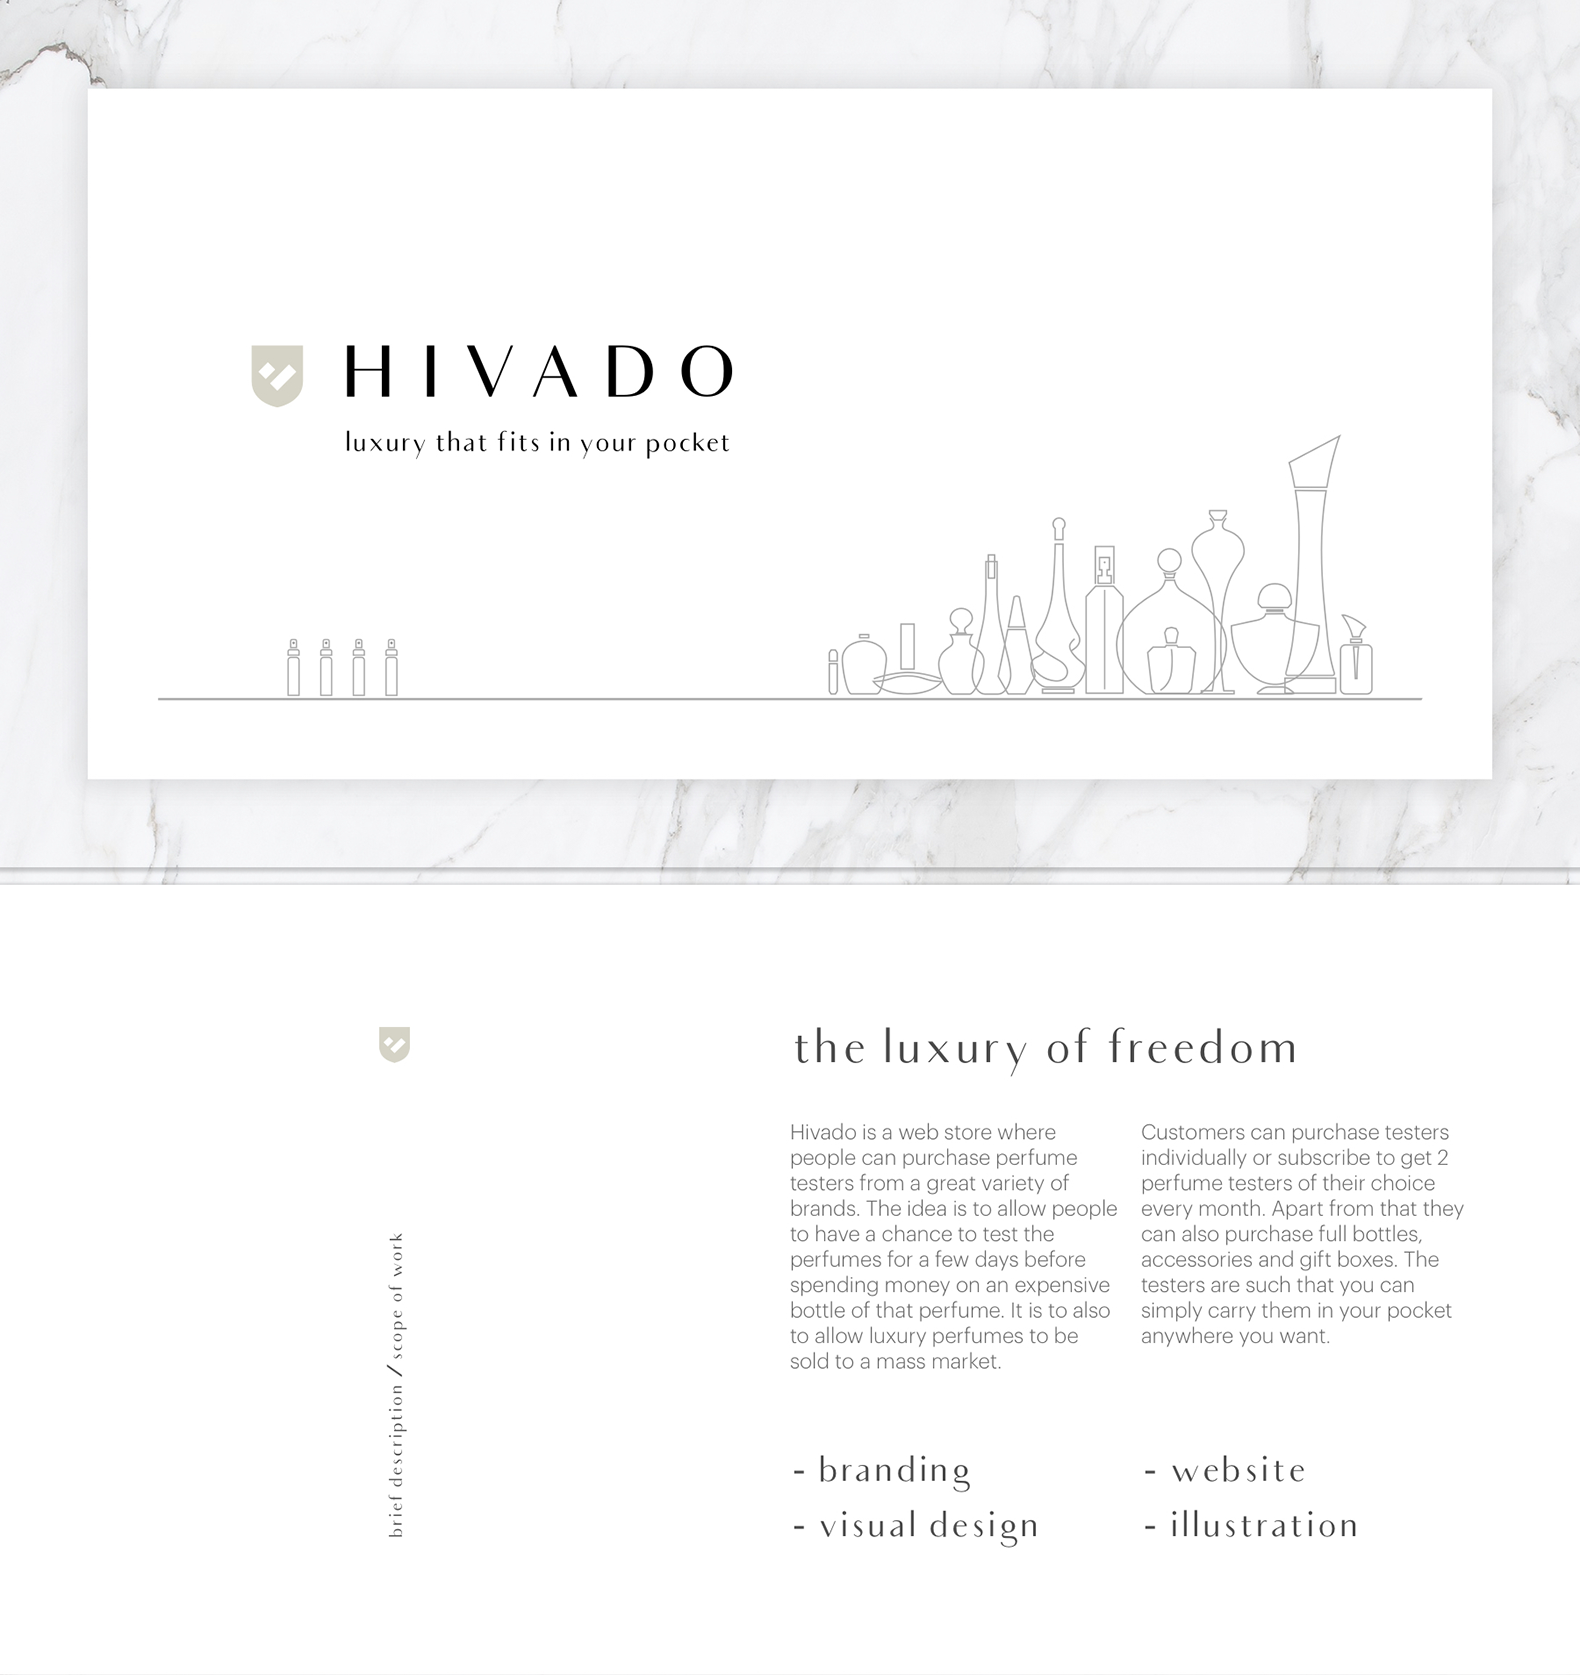 HIVADO
luxury that fits in your pocket
brief description / scope of work
the luxury of freedom
Hivado is a web store where
people can purchase perfume
testers from a great variety of
brands. The idea is to allow people
to have a chance to test the
perfumes for a few days before
spending money on an expensive
bottle of that perfume. It is to also
to allow luxury perfumes to be
sold to a mass market.
Customers can purchase testers
individually or subscribe to get 2
perfume testers of their choice
every month. Apart from that they
can also purchase full bottles,
accessories and gift boxes. The
testers are such that you can
simply carry them in your pocket
anywhere you want.
- branding
- visual design
- website
- illustration